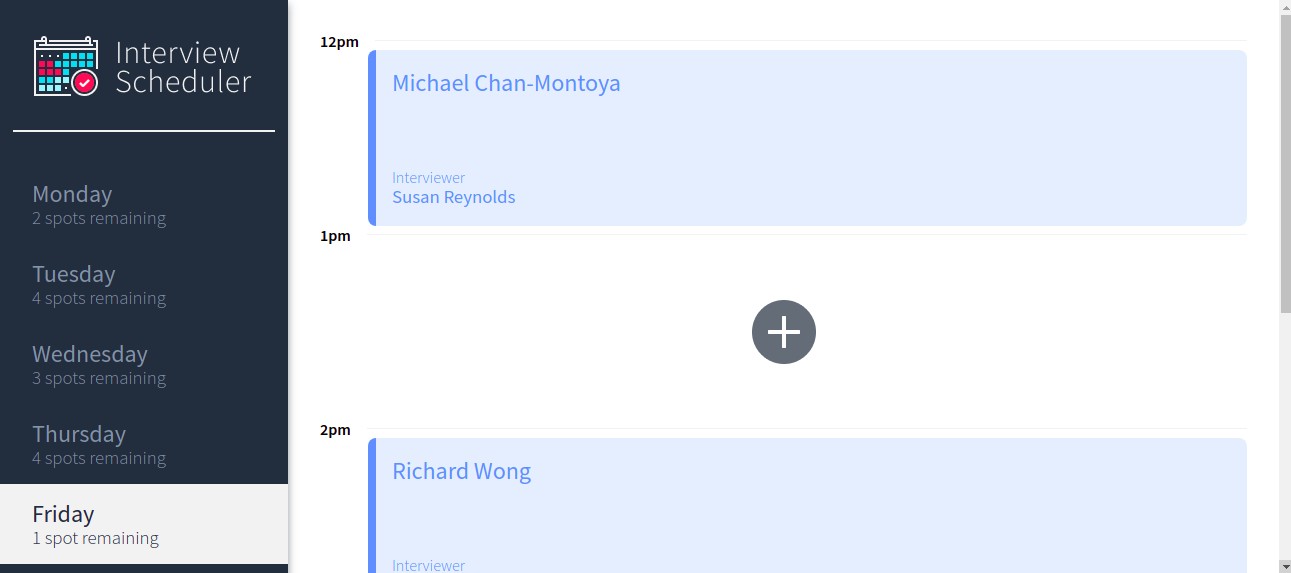 Interview
Scheduler
Monday
2 spots remaining
Tuesday
4 spots remaining
Wednesday
3 spots remaining
Thursday
4 spots remaining
Friday
1 spot remaining
12pm
Michael Chan-Montoya
Interviewer
Susan Reynolds
1pm
2pm
Richard Wong
Interviewer